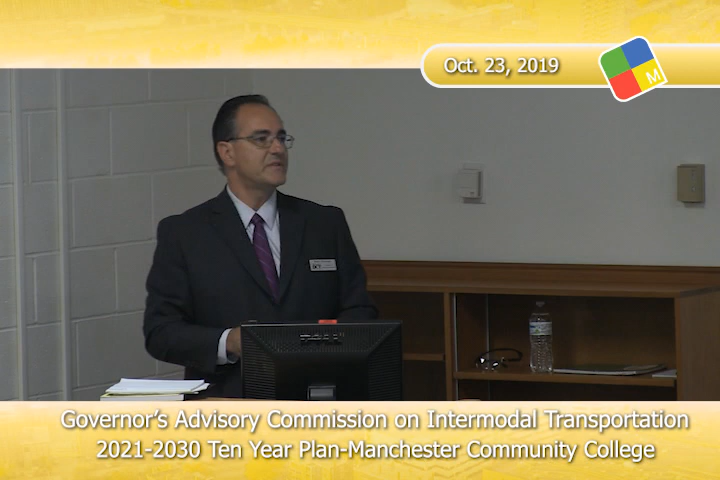 Oct. 23, 2019
M
Governor's Advisory Commission on Intermodal Transportation
2021-2030 Ten Year Plan-Manchester Community College